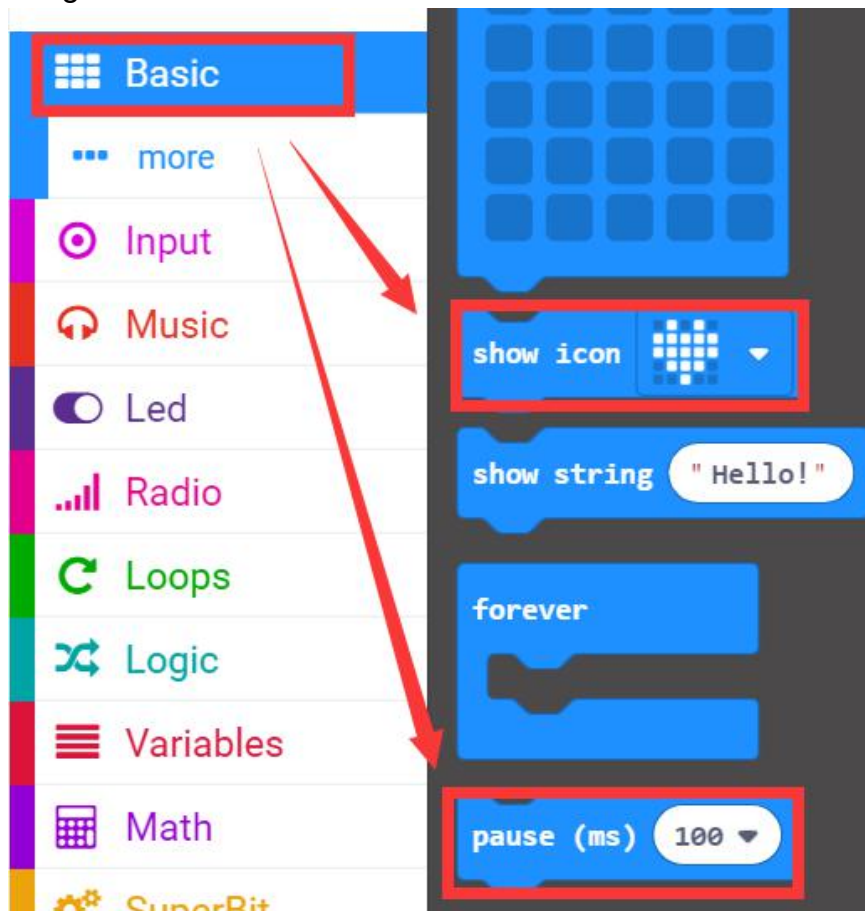 Basic
more
Input
Music
Led
Radio
Loops
Logic
Variables
Math
SuperBit
show icon
show string "Hello!"
forever
pause (ms) 100